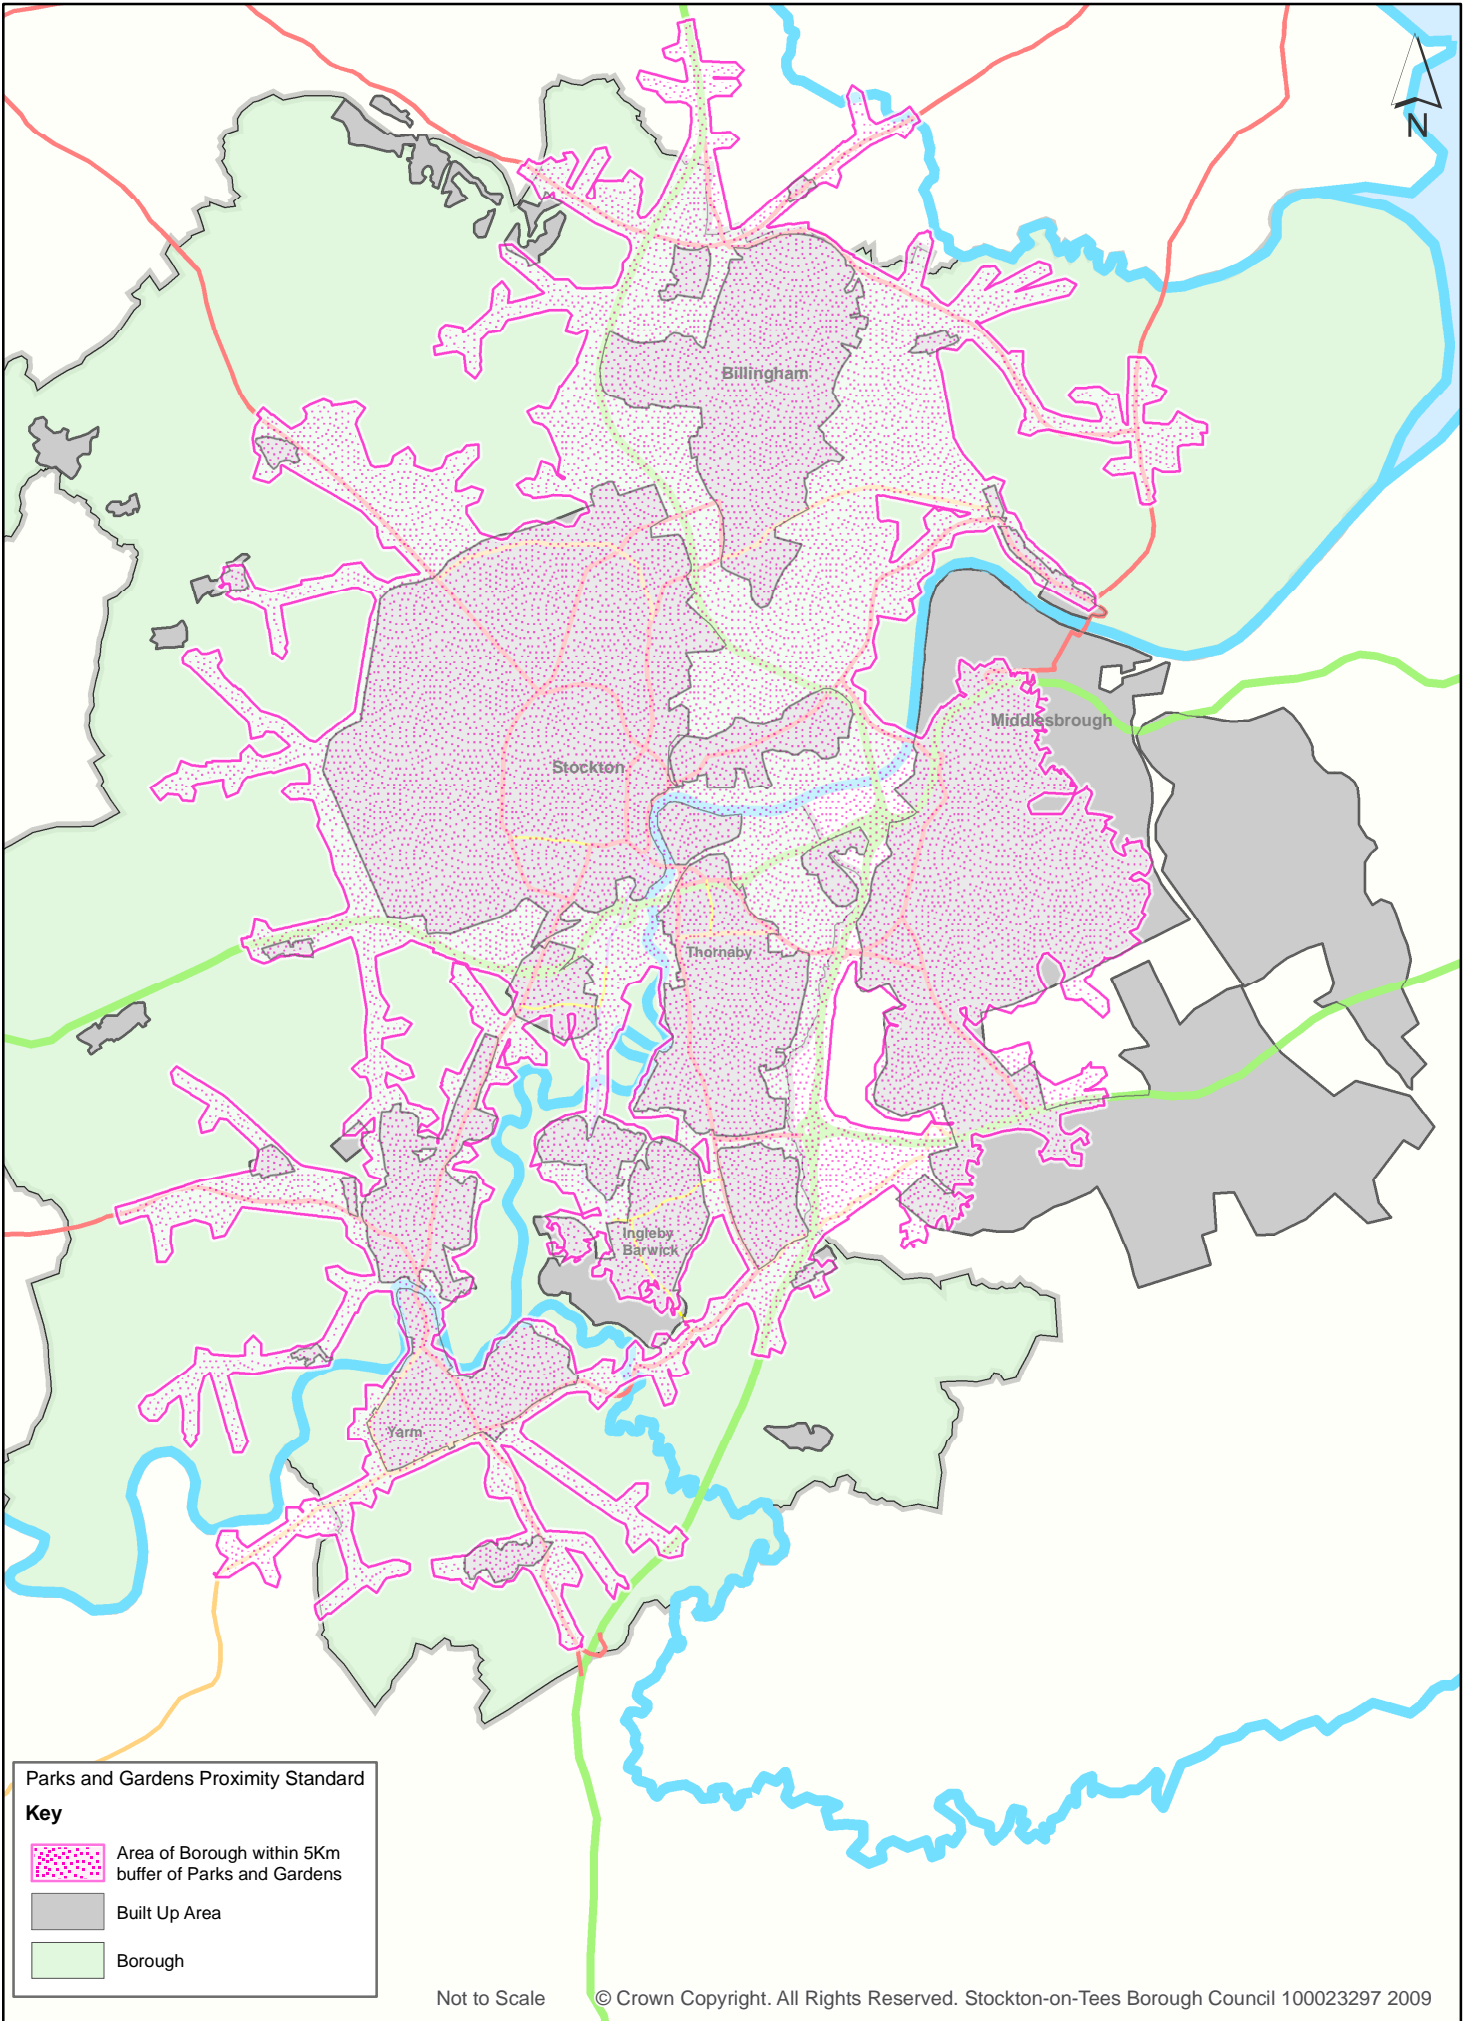 N
Billingham
Middlesbrough
Stockton
Thornaby
Ingleby
Barwick
Yarm
Parks and Gardens Proximity Standard
Key
Area of Borough within 5Km
buffer of Parks and Gardens
Built Up Area
Borough
Not to Scale
© Crown Copyright. All Rights Reserved. Stockton-on-Tees Borough Council 100023297 2009